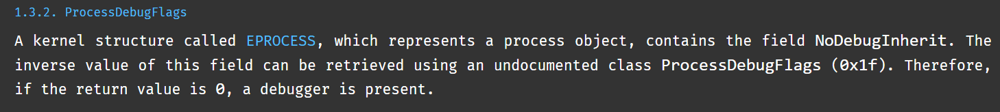 1.3.2. ProcessDebugFlags
A kernel structure called EPROCESS, which represents a process object, contains the field NoDebugInherit. The
inverse value of this field can be retrieved using an undocumented class ProcessDebugFlags (0x1f). Therefore,
if the return value is 0, a debugger is present.